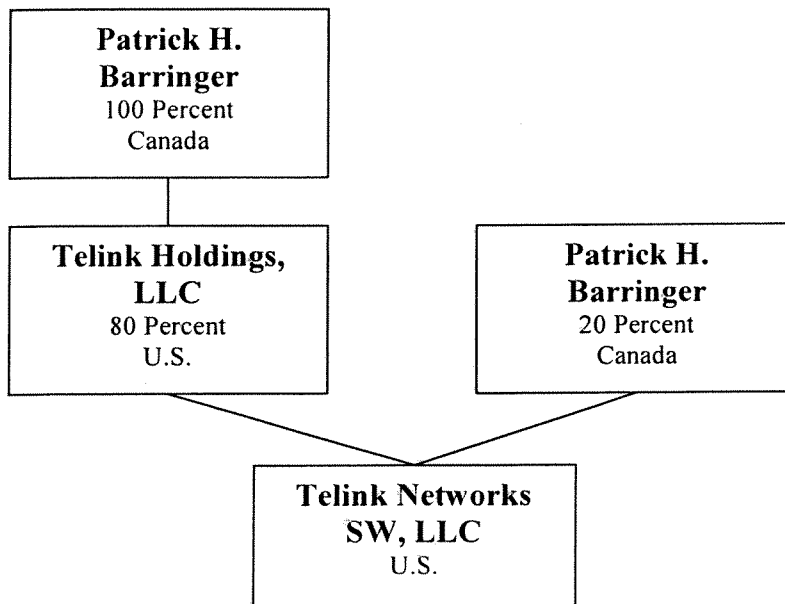 Patrick H.
Barringer
100 Percent
Canada
Telink Holdings,
LLC
80 Percent
U.S.
Patrick H.
Barringer
20 Percent
Canada
Telink Networks
SW, LLC
U.S.